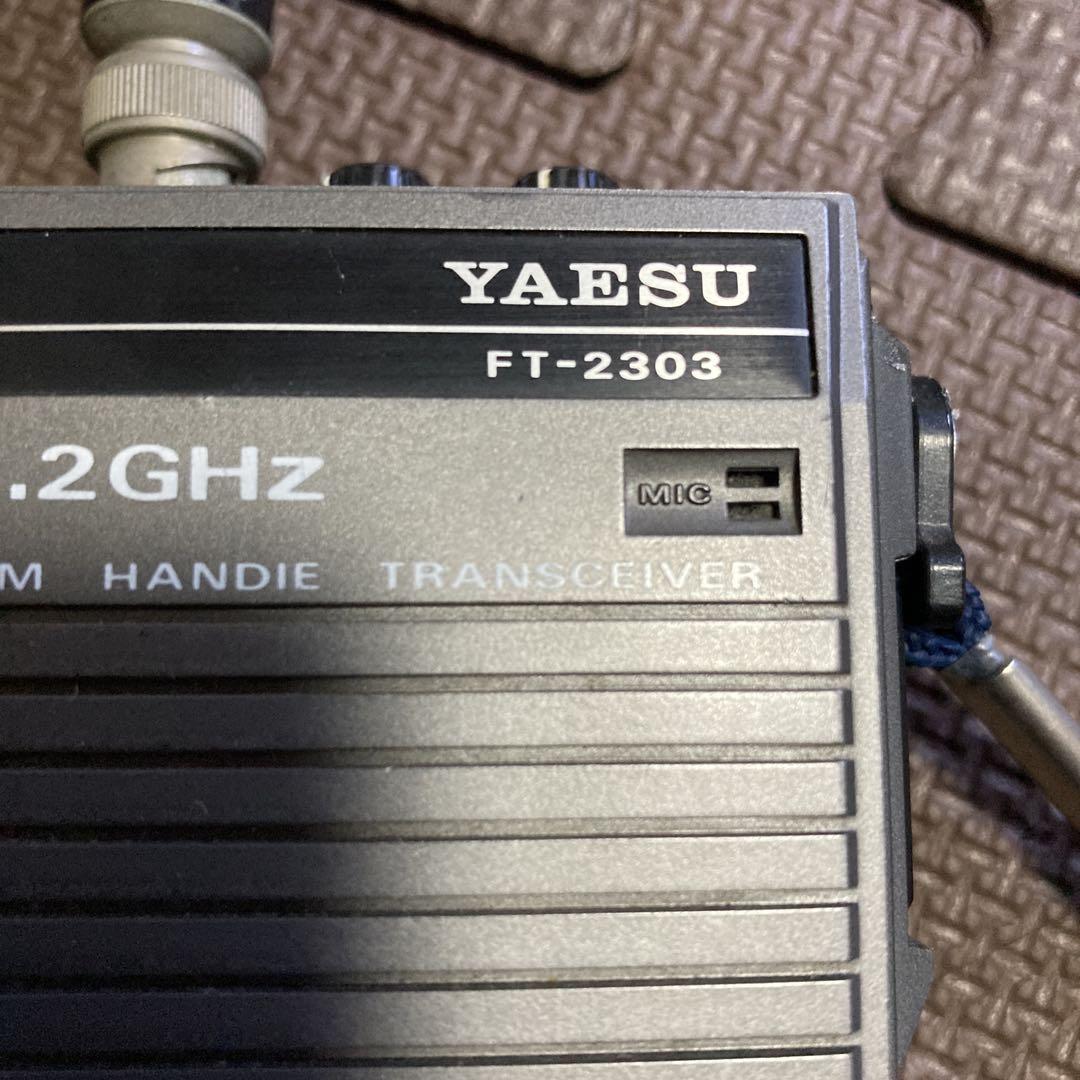 YAESU
FT-2303
.2GHz
MIC
M HANDIE TRANSCEIVER